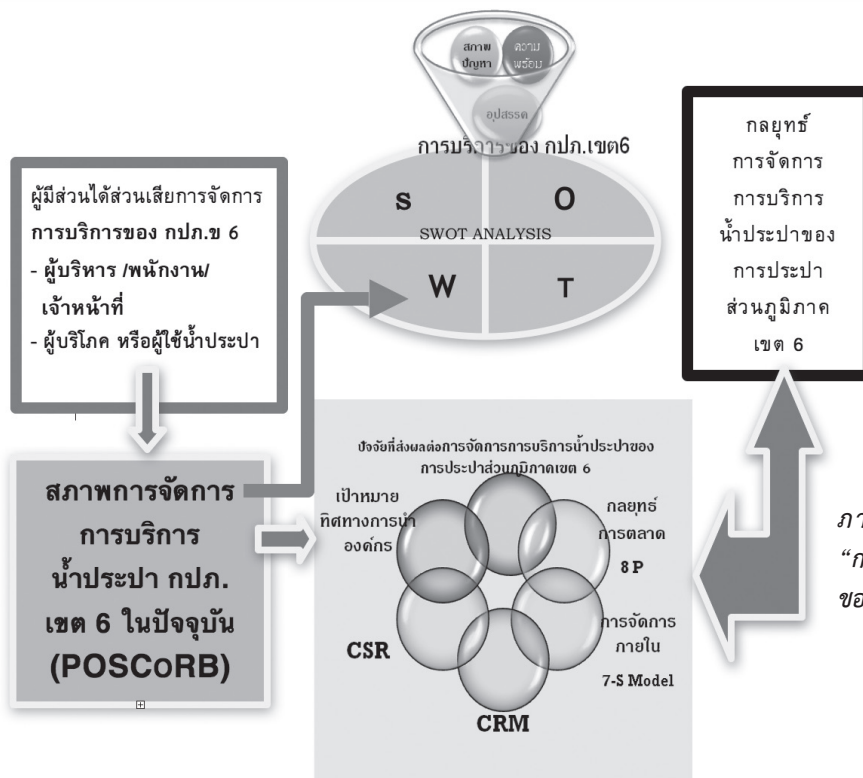 สภาพ
ปัญหา
ความ
พร้อม
อุปสรรค
การบริการของ กปภ.เขต6
S
O
SWOT ANALYSIS
W
T
ผู้มีส่วนได้ส่วนเสียการจัดการ
การบริการของ กปภ.ข 6
- ผู้บริหาร /พนักงาน/
เจ้าหน้าที่
- ผู้บริโภค หรือผู้ใช้น้ำประปา
กลยุทธ์
การจัดการ
การบริการ
น้ำประปาของ
การประปา
ส่วนภูมิภาค
เขต 6
สภาพการจัดการ
การบริการ
น้ำประปา กปภ.
เขต 6 ในปัจจุบัน
(POSCoRB)
ปัจจัยที่ส่งผลต่อการจัดการการบริการน้ำประปาของ
การประปาส่วนภูมิภาคเขต 6
เป้าหมาย
ทิศทางการนำ
องค์กร
กลยุทธ์
การตลาด
8 P
การจัดการ
ภายใน
7-S Model
CSR
CRM
“ก